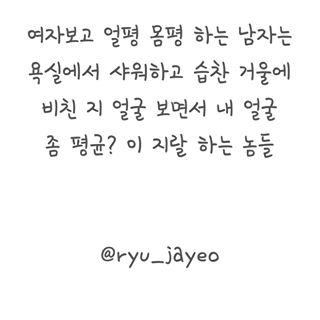 여자보고 얼평 몸평 하는 남자는
욕실에서 샤워하고 습찬 거울에
비친 지 얼굴 보면서 내 얼굴
좀 평균? 이 지랄 하는 놈들
@ryu_jayeo